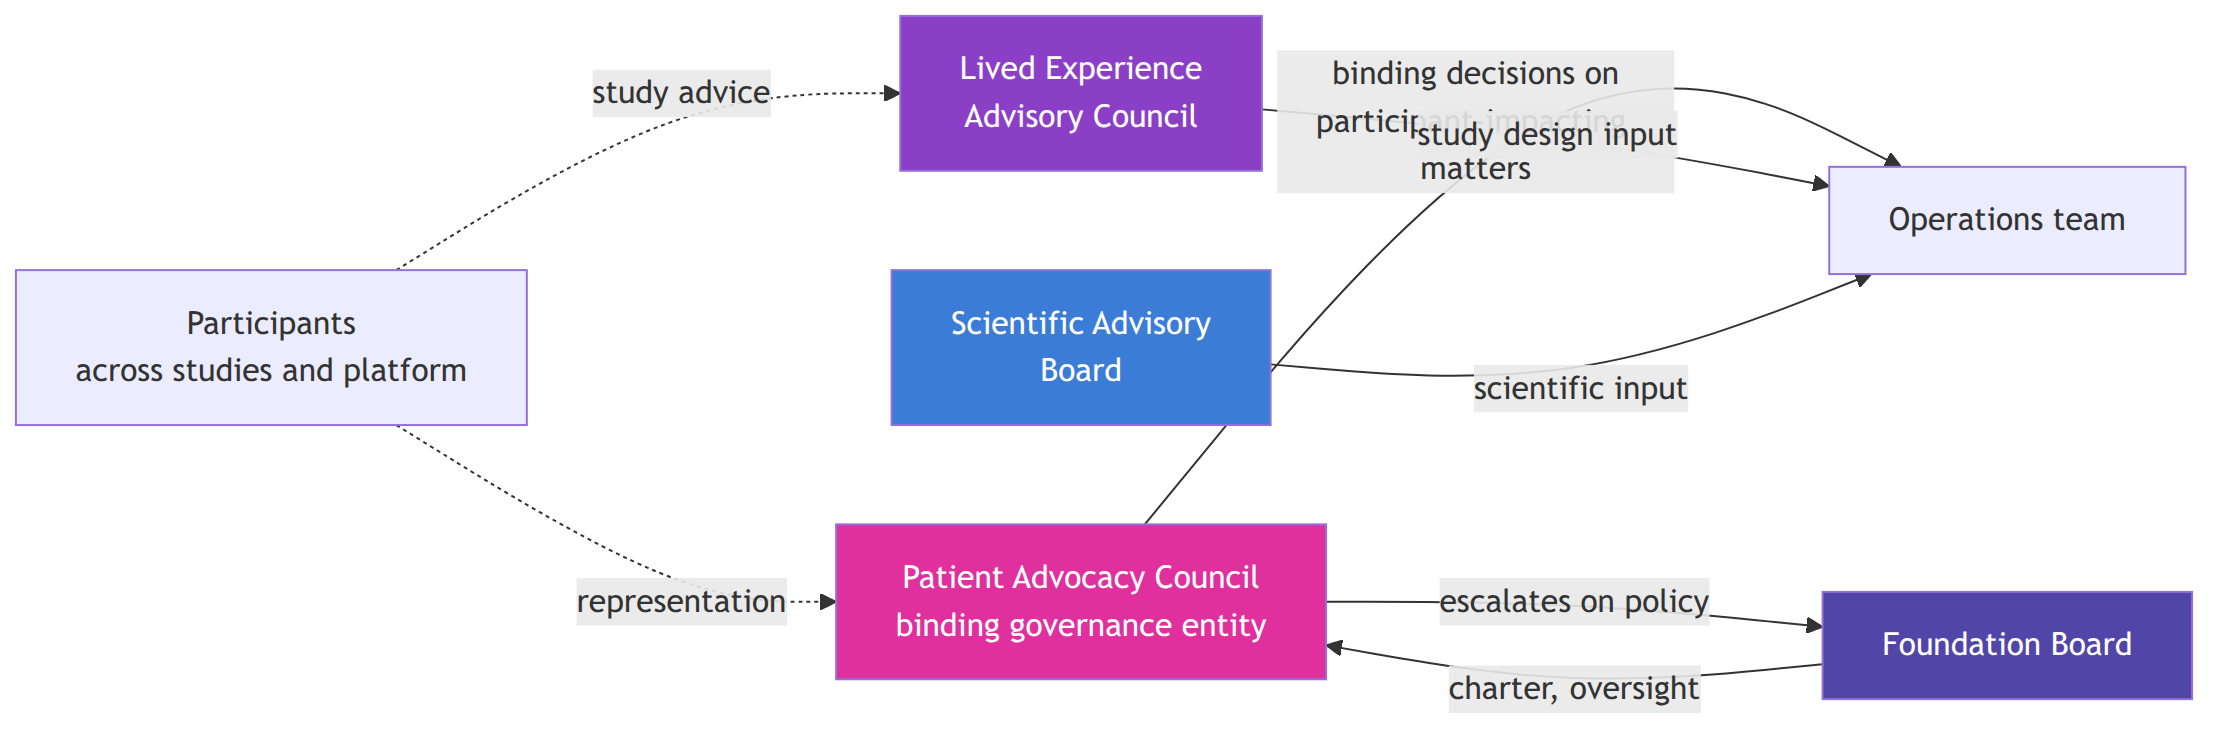 study advice
Lived Experience
Advisory Council
binding decisions on
participant-impacting
matters
study design input
Operations team
Participants
across studies and platform
Scientific Advisory
Board
scientific input
representation
Patient Advocacy Council
binding governance entity
escalates on policy
charter, oversight
Foundation Board